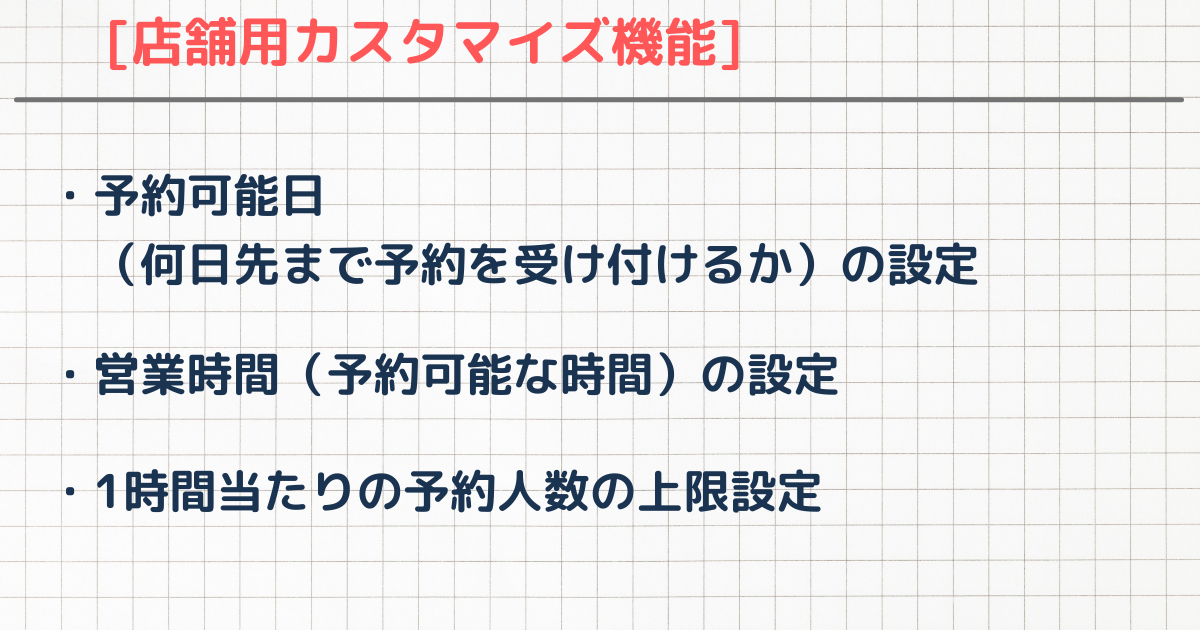 [店舗用カスタマイズ機能]
・予約可能日
（何日先まで予約を受け付けるか）の設定
・営業時間（予約可能な時間）の設定
・1時間当たりの予約人数の上限設定